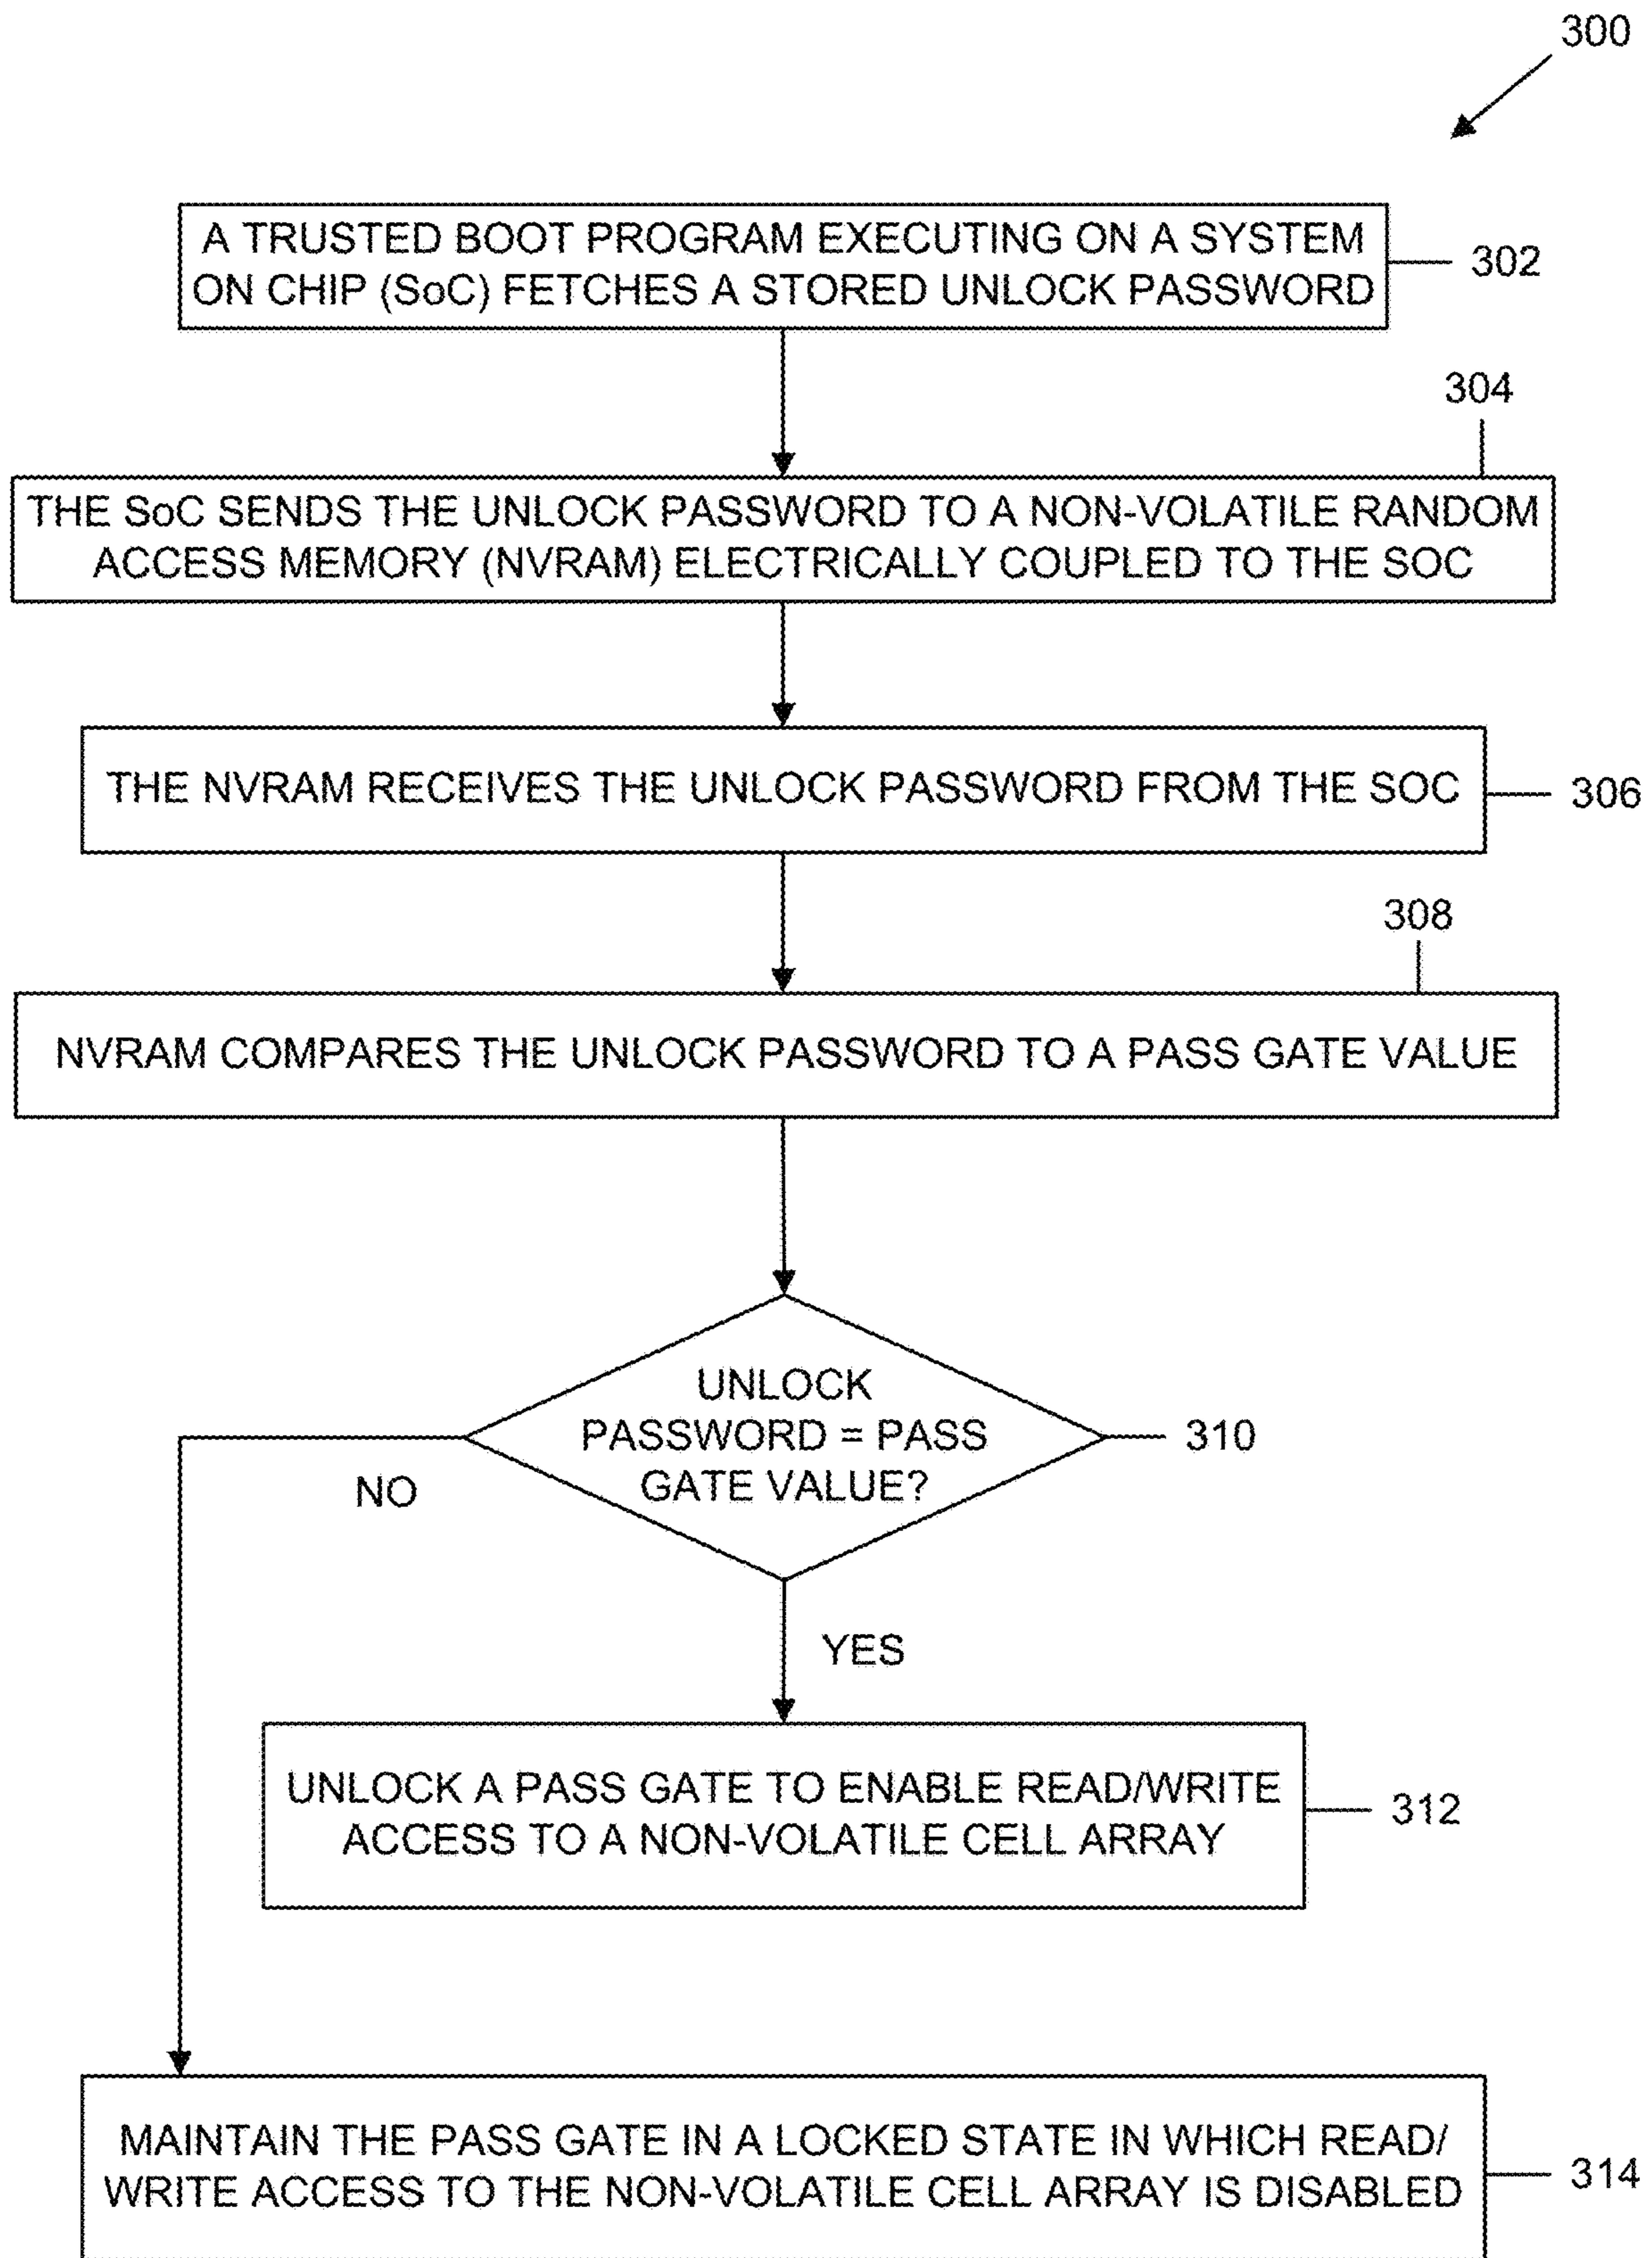 300
A TRUSTED BOOT PROGRAM EXECUTING ON A SYSTEM
ON CHIP (SoC) FETCHES A STORED UNLOCK PASSWORD
302
304
THE SoC SENDS THE UNLOCK PASSWORD TO A NON-VOLATILE RANDOM
ACCESS MEMORY (NVRAM) ELECTRICALLY COUPLED TO THE SOC
THE NVRAM RECEIVES THE UNLOCK PASSWORD FROM THE SOC
306
308
NVRAM COMPARES THE UNLOCK PASSWORD TO A PASS GATE VALUE
UNLOCK
PASSWORD = PASS
GATE VALUE?
310
NO
YES
UNLOCK A PASS GATE TO ENABLE READ/WRITE
ACCESS TO A NON-VOLATILE CELL ARRAY
312
MAINTAIN THE PASS GATE IN A LOCKED STATE IN WHICH READ/
WRITE ACCESS TO THE NON-VOLATILE CELL ARRAY IS DISABLED
314